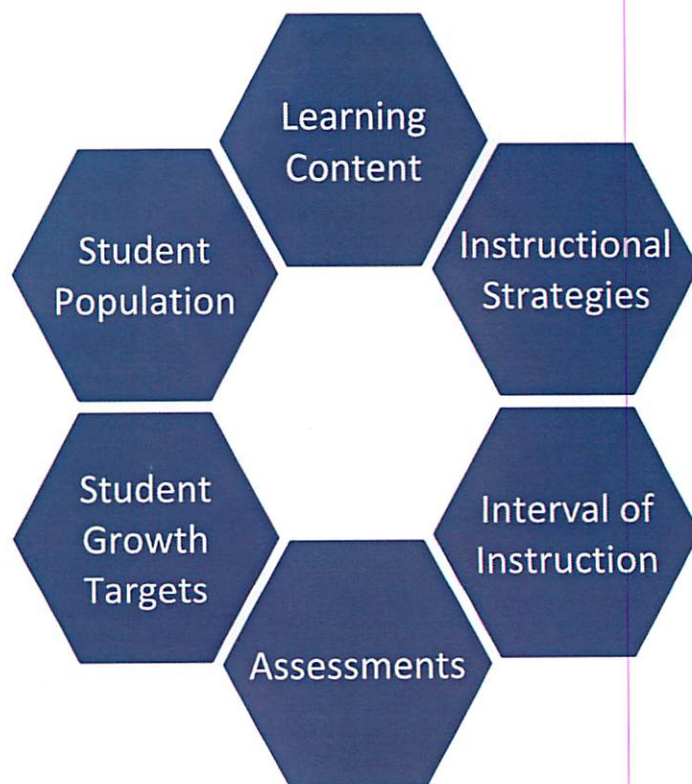 Learning
Content
Instructional
Strategies
Interval of
Instruction
Assessments
Student
Growth
Targets
Student
Population